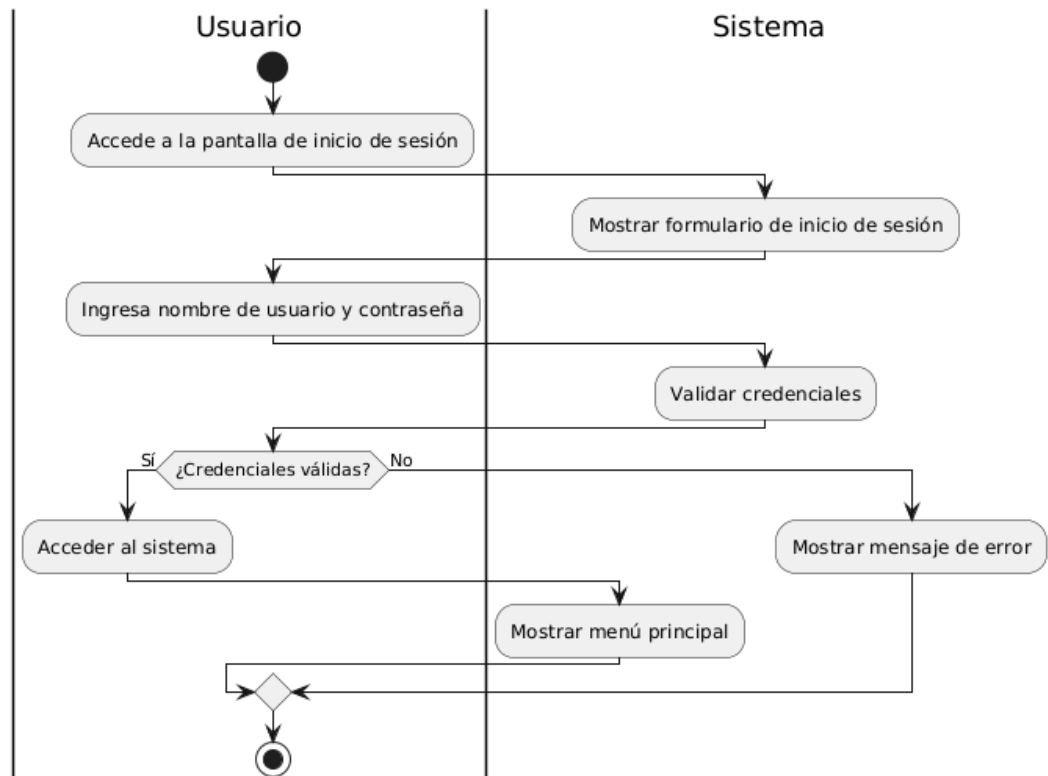 Usuario
Sistema
Accede a la pantalla de inicio de sesión
Mostrar formulario de inicio de sesión
Ingresa nombre de usuario y contraseña
Validar credenciales
Sí
¿Credenciales válidas?
No
Acceder al sistema
Mostrar mensaje de error
Mostrar menú principal